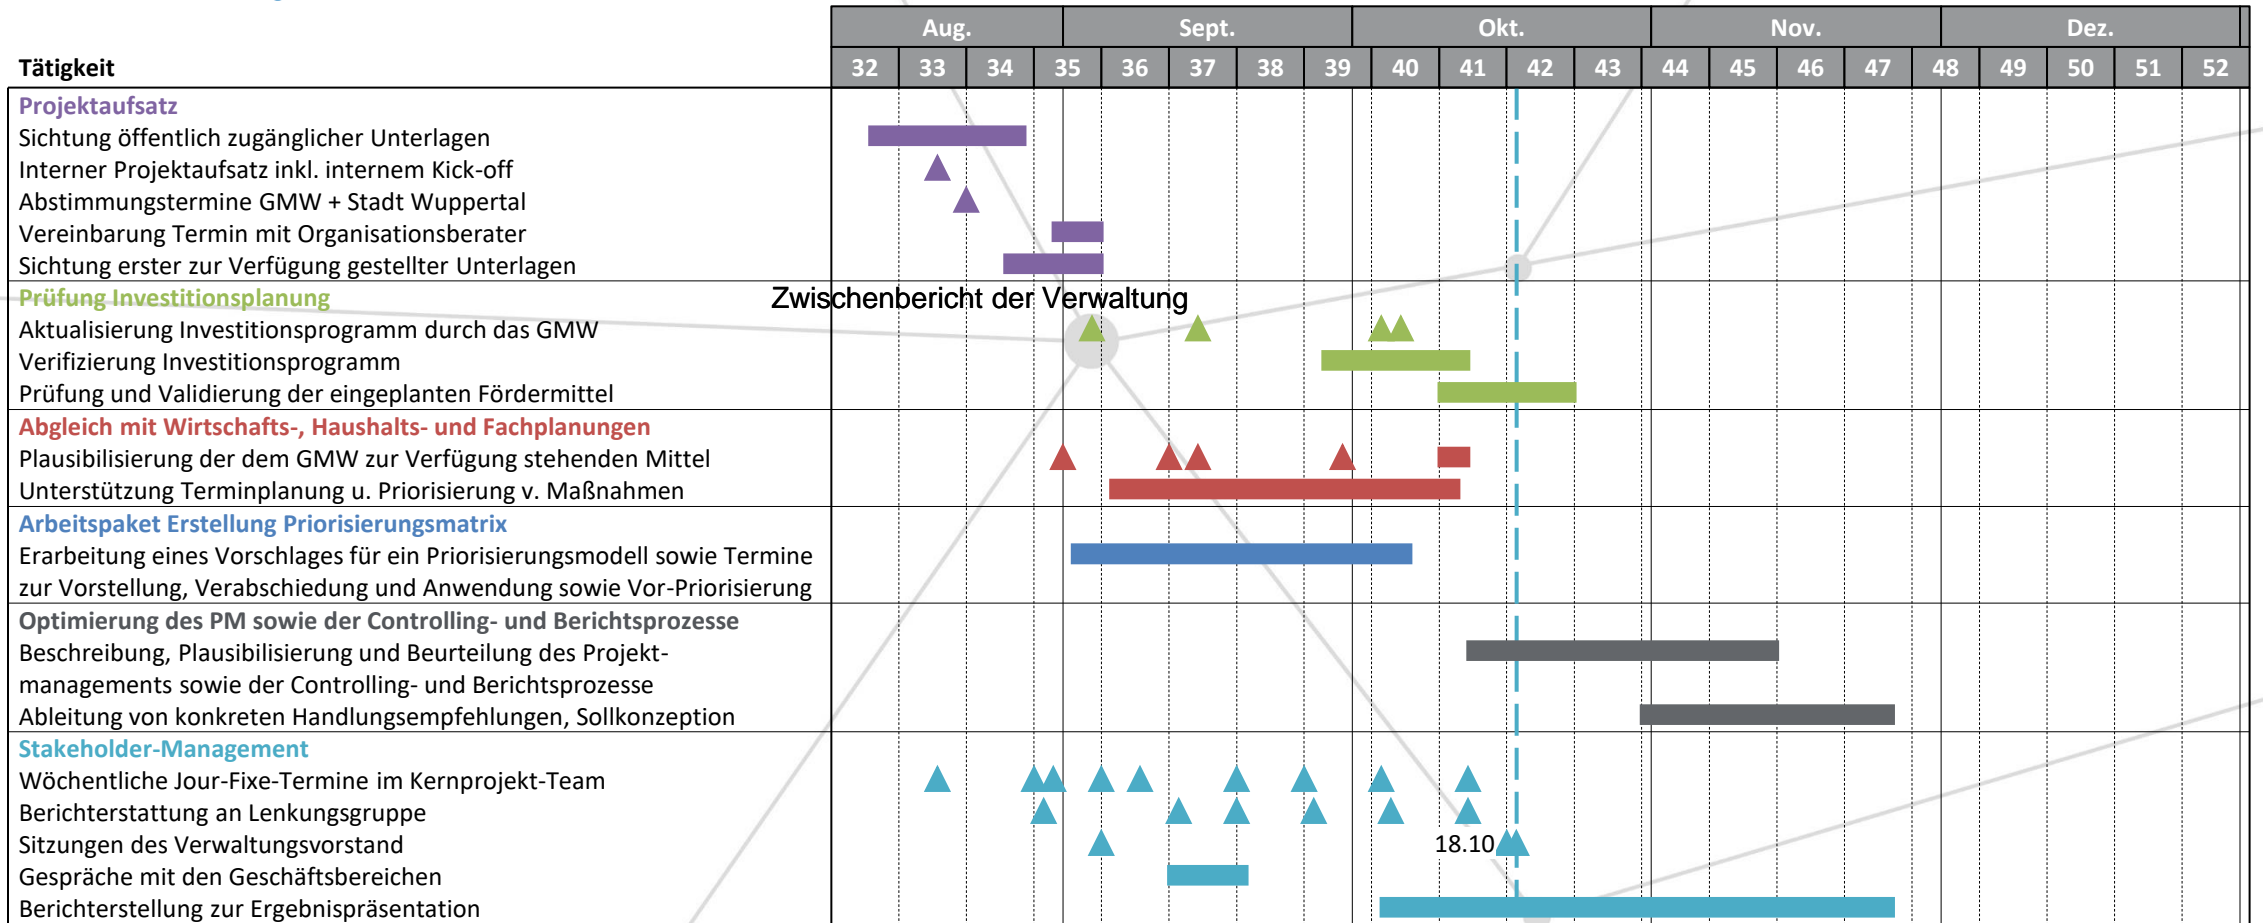 Aug. Sept. Okt. Nov. Dez.
Tätigkeit 32 33 34 35 36 37 38 39 40 41 42 43 44 45 46 47 48 49 50 51 52
Projektaufsatz
Sichtung öffentlich zugänglicher Unterlagen
Interner Projektaufsatz inkl. internem Kick-off
Abstimmungstermine GMW + Stadt Wuppertal
Vereinbarung Termin mit Organisationsberater
Sichtung erster zur Verfügung gestellter Unterlagen
Prüfung Investitionsplanung Zwischenbericht der Verwaltung
Aktualisierung Investitionsprogramm durch das GMW
Verifizierung Investitionsprogramm
Prüfung und Validierung der eingeplanten Fördermittel
Abgleich mit Wirtschafts-, Haushalts- und Fachplanungen
Plausibilisierung der dem GMW zur Verfügung stehenden Mittel
Unterstützung Terminplanung u. Priorisierung v. Maßnahmen
Arbeitspaket Erstellung Priorisierungsmatrix
Erarbeitung eines Vorschlages für ein Priorisierungsmodell sowie Termine
zur Vorstellung, Verabschiedung und Anwendung sowie Vor-Priorisierung
Optimierung des PM sowie der Controlling- und Berichtsprozesse
Beschreibung, Plausibilisierung und Beurteilung des Projekt-
managements sowie der Controlling- und Berichtsprozesse
Ableitung von konkreten Handlungsempfehlungen, Sollkonzeption
Stakeholder-Management
Wöchentliche Jour-Fixe-Termine im Kernprojekt-Team
Berichterstattung an Lenkungsgruppe
Sitzungen des Verwaltungsvorstand 18.10
Gespräche mit den Geschäftsbereichen
Berichterstellung zur Ergebnispräsentation